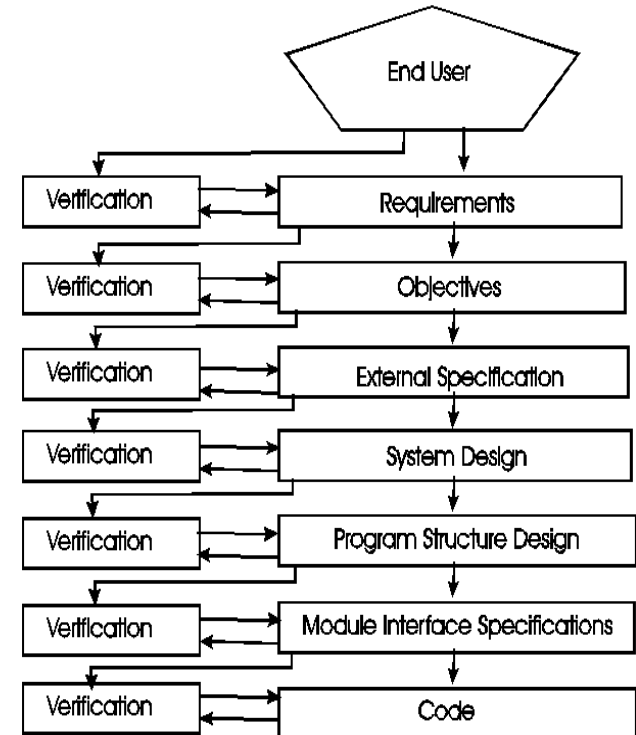 End User
Verification
Requirements
Verification
Objectives
Verification
External Specification
Verification
System Design
Verification
Program Structure Design
Verification
Module Interface Specifications
Verification
Code